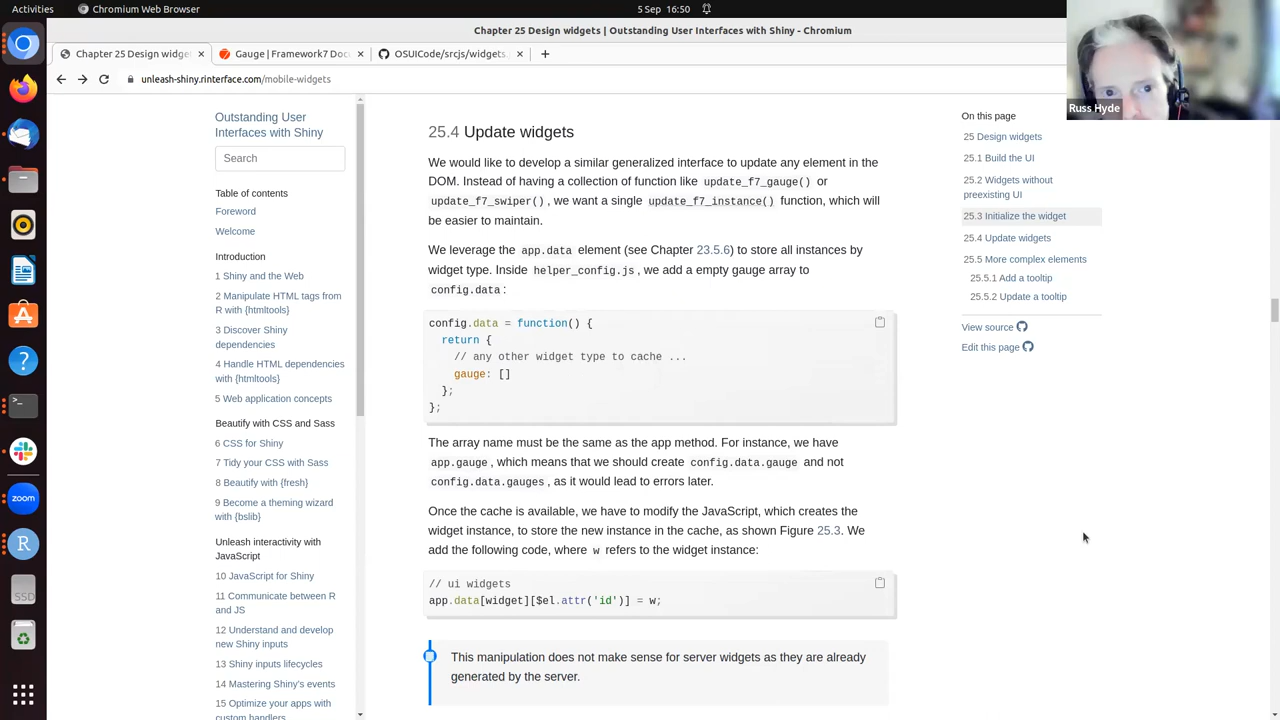 Activities
Chromium Web Browser
5 Sep 16:50
Chapter 25 Design widgets | Outstanding User Interfaces with Shiny - Chromium
Chapter 25 Design widge
Gauge | Framework7 Doc
OSUICode/srcjs/widgets.
unleash-shiny.rinterface.com/mobile-widgets
Russ Hyde
Outstanding User
Interfaces with Shiny
Search
Table of contents
Foreword
Welcome
Introduction
1 Shiny and the Web
2 Manipulate HTML tags from
R with {htmltools}
3 Discover Shiny
dependencies
4 Handle HTML dependencies
with {htmltools}
5 Web application concepts
Beautify with CSS and Sass
6 CSS for Shiny
7 Tidy your CSS with Sass
8 Beautify with {fresh}
9 Become a theming wizard
with {bslib}
Unleash interactivity with
JavaScript
10 JavaScript for Shiny
11 Communicate between R
and JS
12 Understand and develop
new Shiny inputs
13 Shiny inputs lifecycles
14 Mastering Shiny's events
15 Optimize your apps with
custom handlers
25.4 Update widgets
We would like to develop a similar generalized interface to update any element in the
DOM. Instead of having a collection of function like update_f7_gauge() or
update_f7_swiper(), we want a single update_f7_instance() function, which will
be easier to maintain.
We leverage the app.data element (see Chapter 23.5.6) to store all instances by
widget type. Inside helper_config.js, we add a empty gauge array to
config.data:
config.data = function() {
return {
// any other widget type to cache ...
gauge: []
};
};
The array name must be the same as the app method. For instance, we have
app.gauge, which means that we should create config.data.gauge and not
config.data.gauges, as it would lead to errors later.
Once the cache is available, we have to modify the JavaScript, which creates the
widget instance, to store the new instance in the cache, as shown Figure 25.3. We
add the following code, where w refers to the widget instance:
// ui widgets
app.data[widget][$el.attr('id')] = w;
This manipulation does not make sense for server widgets as they are already
generated by the server.
On this page
25 Design widgets
25.1 Build the UI
25.2 Widgets without
preexisting UI
25.3 Initialize the widget
25.4 Update widgets
25.5 More complex elements
25.5.1 Add a tooltip
25.5.2 Update a tooltip
View source
Edit this page
zoom
R
SSD